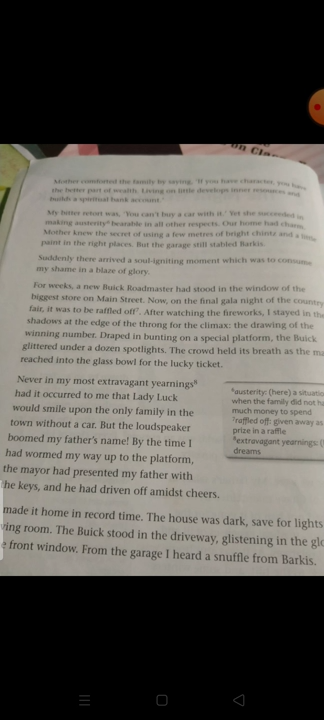 on Cla
Mother comforted the family by saying, 'If you have character, you have
the better part of wealth. Living on little develops inner resources and
builds a spiritual bank account.'
My bitter retort was, 'You can't buy a car with it.' Yet she succeeded in
making austerity⁶ bearable in all other respects. Our home had charm.
Mother knew the secret of using a few metres of bright chintz and a little
paint in the right places. But the garage still stabled Barkis.
Suddenly there arrived a soul-igniting moment which was to consume
my shame in a blaze of glory.
For weeks, a new Buick Roadmaster had stood in the window of the
biggest store on Main Street. Now, on the final gala night of the country
fair, it was to be raffled off⁷. After watching the fireworks, I stayed in the
shadows at the edge of the throng for the climax: the drawing of the
winning number. Draped in bunting on a special platform, the Buick
glittered under a dozen spotlights. The crowd held its breath as the ma
reached into the glass bowl for the lucky ticket.
Never in my most extravagant yearnings⁸
had it occurred to me that Lady Luck
would smile upon the only family in the
town without a car. But the loudspeaker
boomed my father's name! By the time I
had wormed my way up to the platform,
the mayor had presented my father with
he keys, and he had driven off amidst cheers.
⁶austerity: (here) a situatio
when the family did not ha
much money to spend
⁷raffled off: given away as
prize in a raffle
⁸extravagant yearnings: (
dreams
made it home in record time. The house was dark, save for lights
ving room. The Buick stood in the driveway, glistening in the glo
e front window. From the garage I heard a snuffle from Barkis.